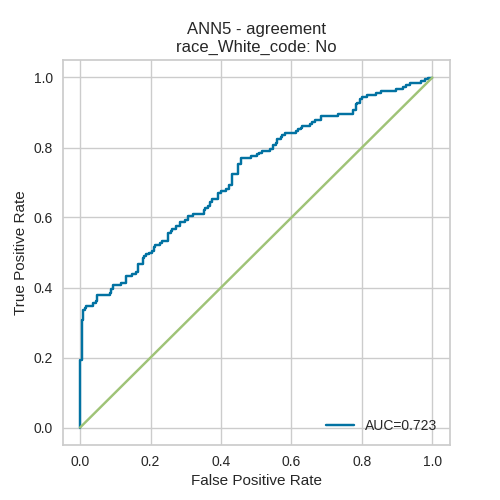 ANN5 - agreement
race_White_code: No
True Positive Rate
1.0
0.8
0.6
0.4
0.2
0.0
AUC=0.723
0.0 0.2 0.4 0.6 0.8 1.0
False Positive Rate